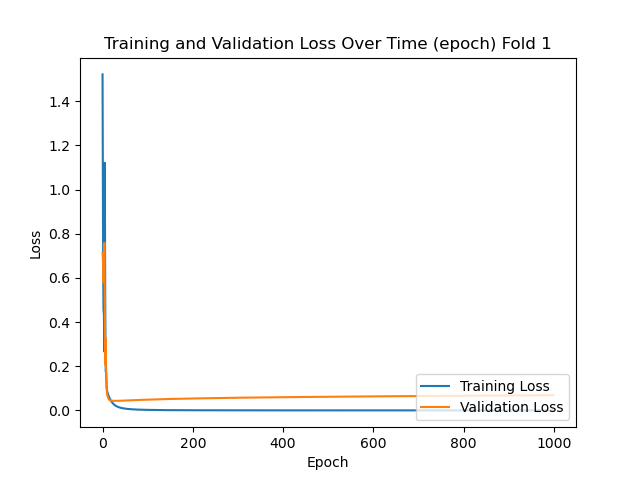 Training and Validation Loss Over Time (epoch) Fold 1
Loss
1.4
1.2
1.0
0.8
0.6
0.4
0.2
0.0
Training Loss
Validation Loss
0 200 400 600 800 1000
Epoch